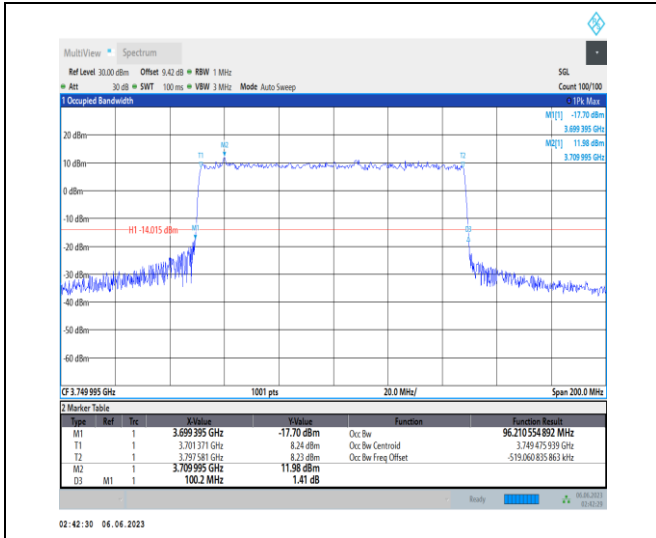 MultiView Spectrum
Ref Level 30.00 dBm Offset 9.42 dB RBW 1 MHz SGL
Att 30 dB SWT 100 ms VBW 3 MHz Mode Auto Sweep Count 100/100
1 Occupied Bandwidth 1Pk Max
M1[1] -17.70 dBm
3.699 395 GHz
M2[1] 11.98 dBm
3.709 995 GHz
20 dBm
M2
T1 T2
10 dBm
0 dBm
-10 dBm
H1 -14.015 dBm M1 D3
-20 dBm
-30 dBm
-40 dBm
-50 dBm
-60 dBm
CF 3.749 995 GHz 1001 pts 20.0 MHz/ Span 200.0 MHz
2 Marker Table
Type Ref Trc X-Value Y-Value Function Function Result
M1 1 3.699 395 GHz -17.70 dBm Occ Bw 96.210 554 892 MHz
T1 1 3.701 371 GHz 8.24 dBm Occ Bw Centroid 3.749 475 939 GHz
T2 1 3.797 581 GHz 8.23 dBm Occ Bw Freq Offset -519.060 835 863 kHz
M2 1 3.709 995 GHz 11.98 dBm
D3 M1 1 100.2 MHz 1.41 dB
Ready 06.06.2023
02:42:29
02:42:30 06.06.2023